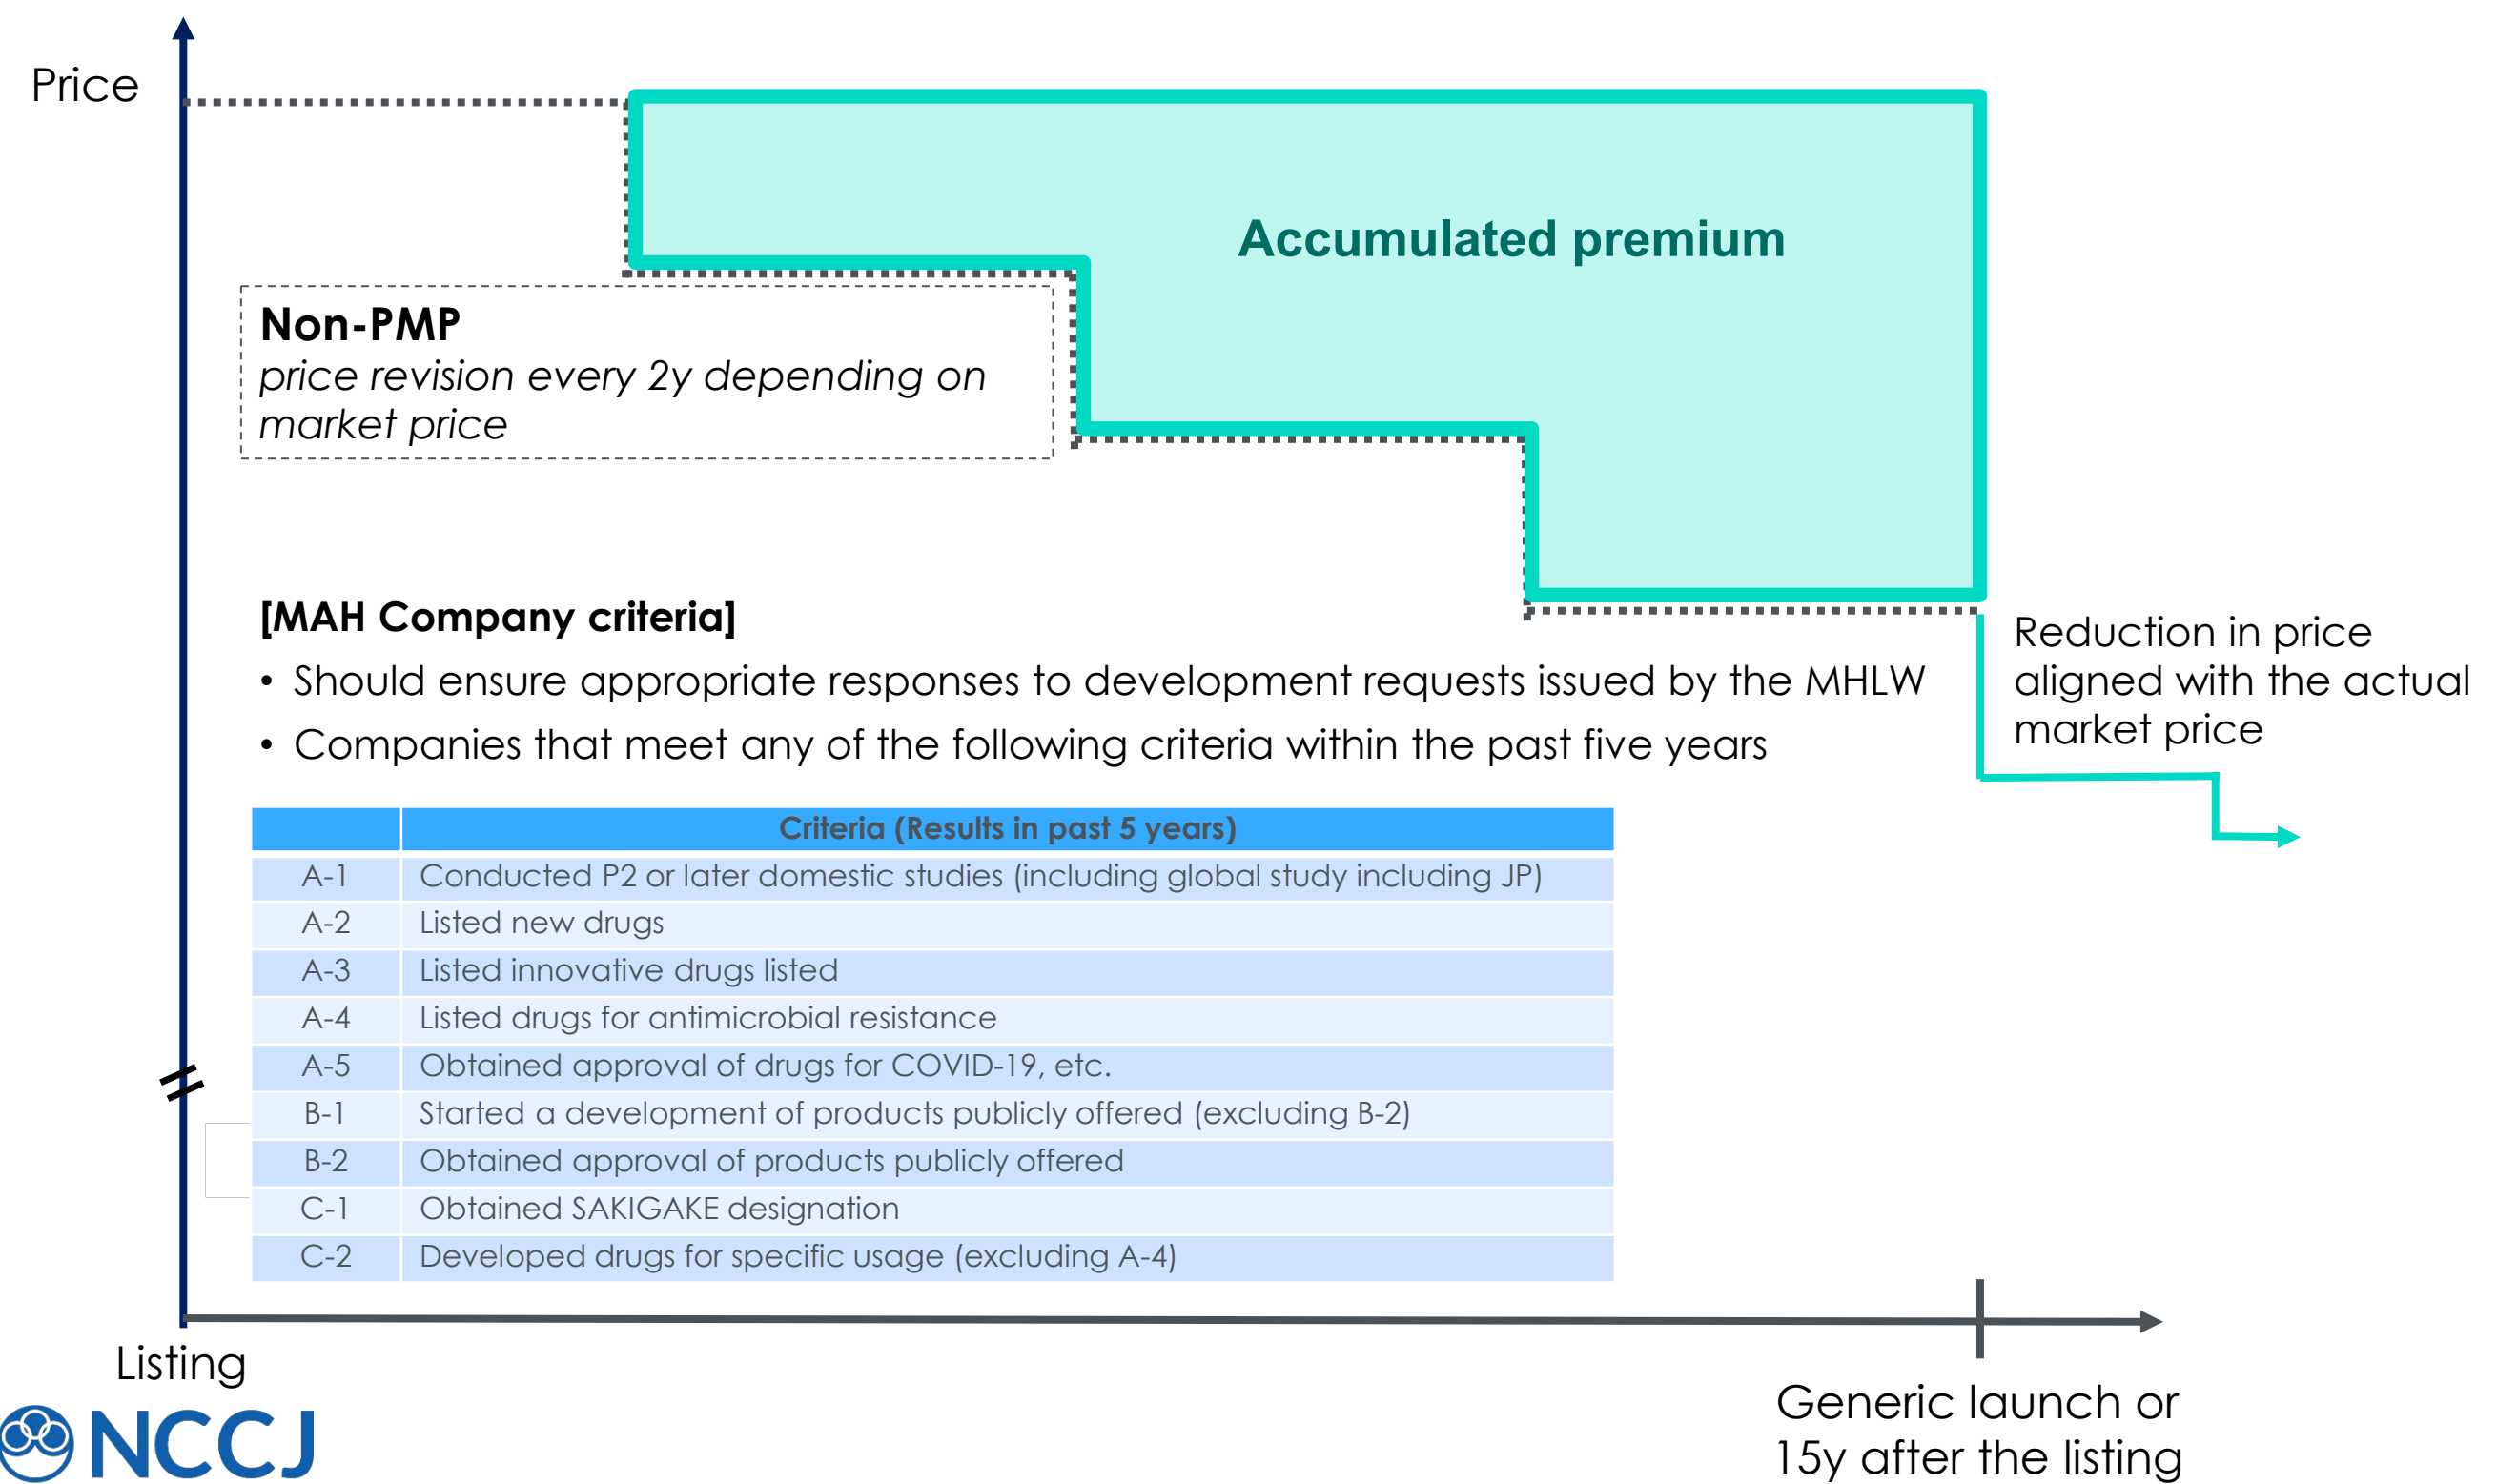 Price
Accumulated premium
Non-PMP
price revision every 2y depending on
market price
[MAH Company criteria]
• Should ensure appropriate responses to development requests issued by the MHLW
• Companies that meet any of the following criteria within the past five years
Reduction in price
aligned with the actual
market price
Criteria (Results in past 5 years)
A-1 Conducted P2 or later domestic studies (including global study including JP)
A-2 Listed new drugs
A-3 Listed innovative drugs listed
A-4 Listed drugs for antimicrobial resistance
A-5 Obtained approval of drugs for COVID-19, etc.
B-1 Started a development of products publicly offered (excluding B-2)
B-2 Obtained approval of products publicly offered
C-1 Obtained SAKIGAKE designation
C-2 Developed drugs for specific usage (excluding A-4)
Listing
Generic launch or
15y after the listing
NCCJ